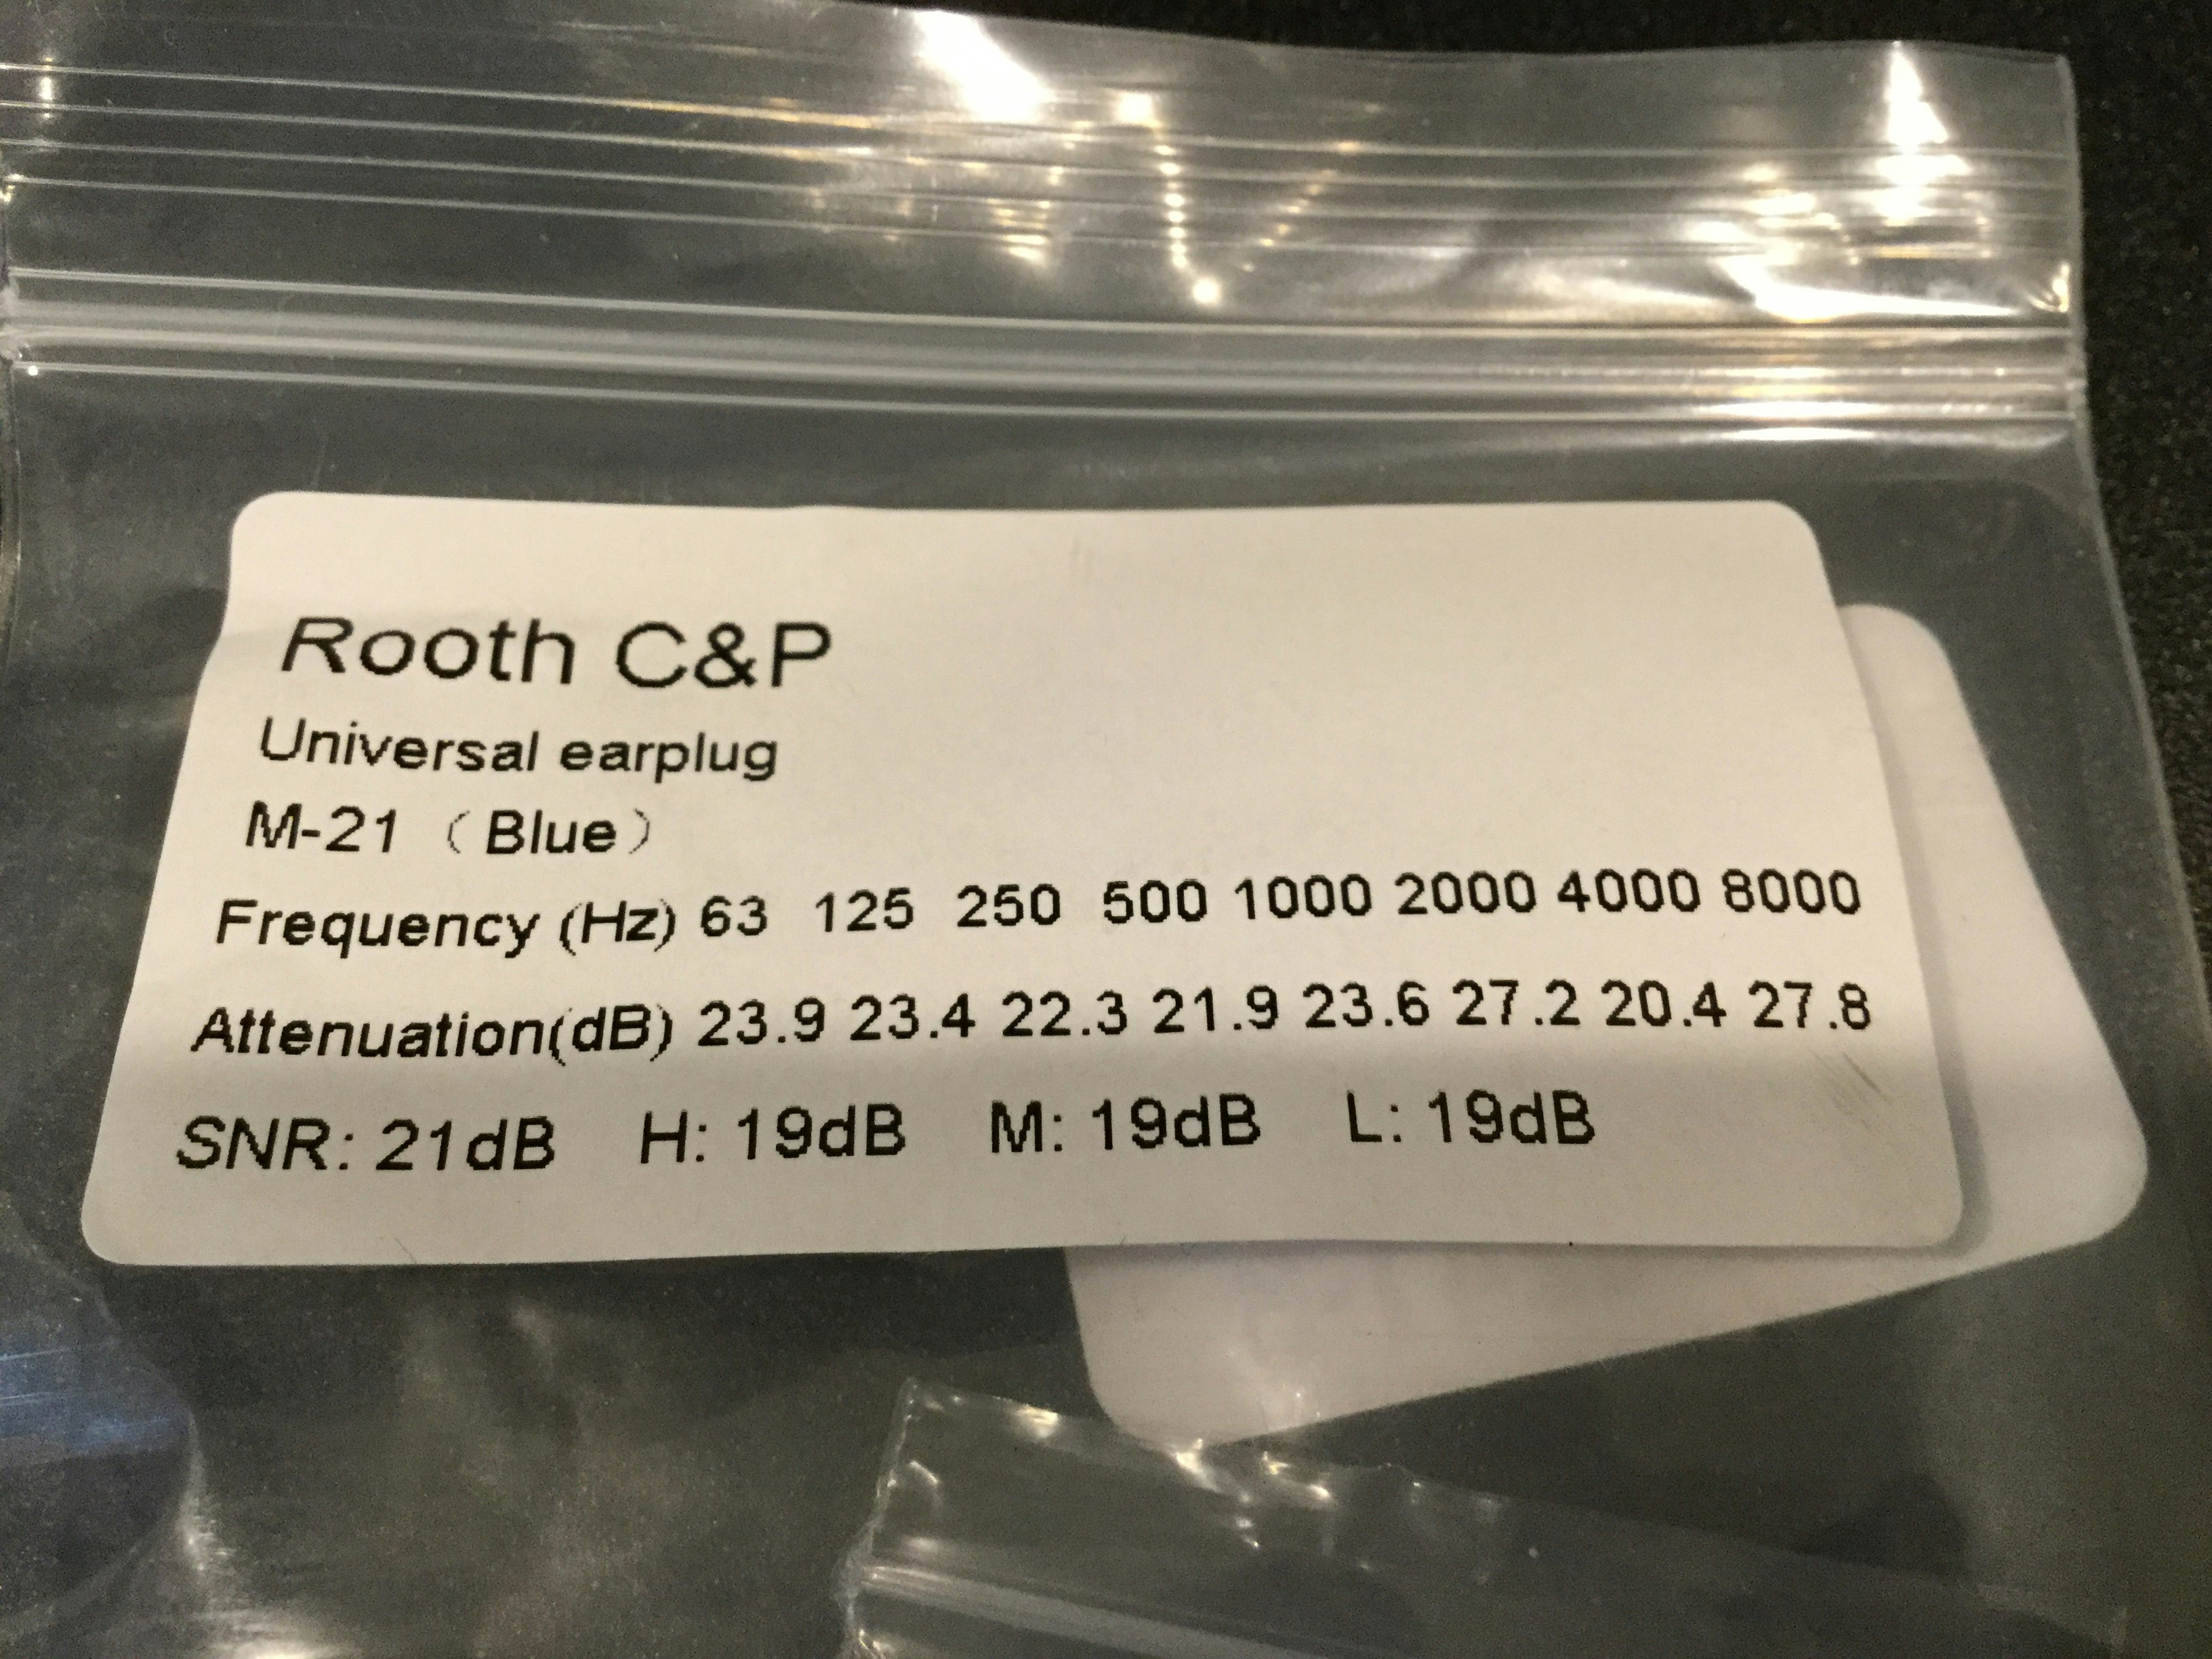 Rooth C&P
Universal earplug
M-21 （Blue）
Frequency (Hz) 63 125 250 500 1000 2000 4000 8000
Attenuation(dB) 23.9 23.4 22.3 21.9 23.6 27.2 20.4 27.8
SNR: 21dB H: 19dB M: 19dB L: 19dB